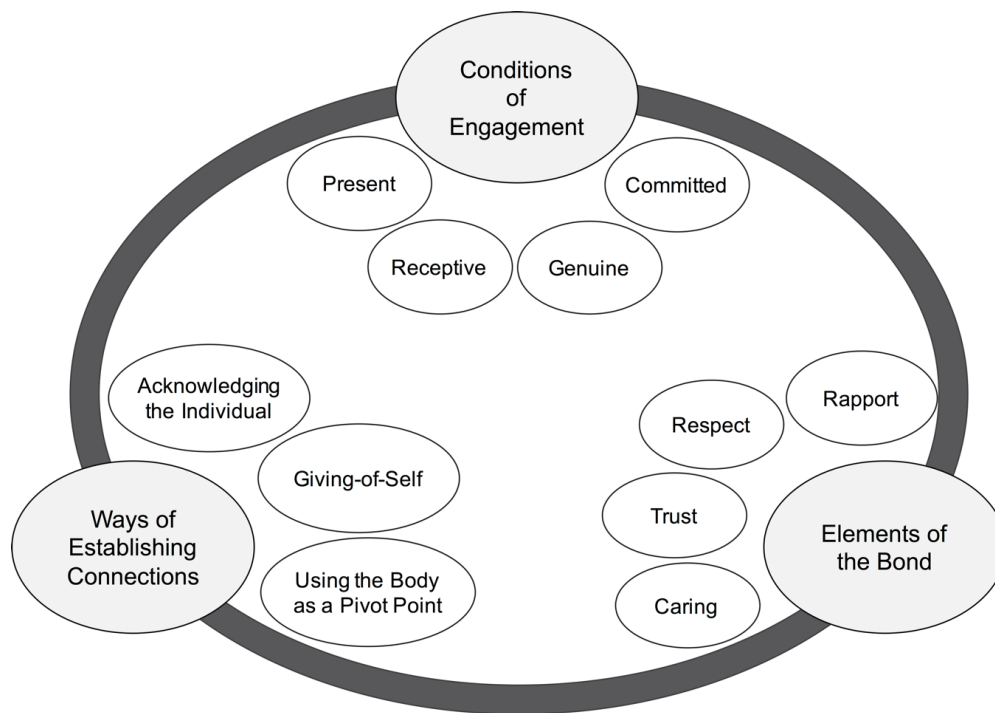 Conditions
of
Engagement
Present
Committed
Receptive
Genuine
Acknowledging
the Individual
Giving-of-Self
Using the Body
as a Pivot Point
Ways of
Establishing
Connections
Rapport
Respect
Trust
Caring
Elements of
the Bond